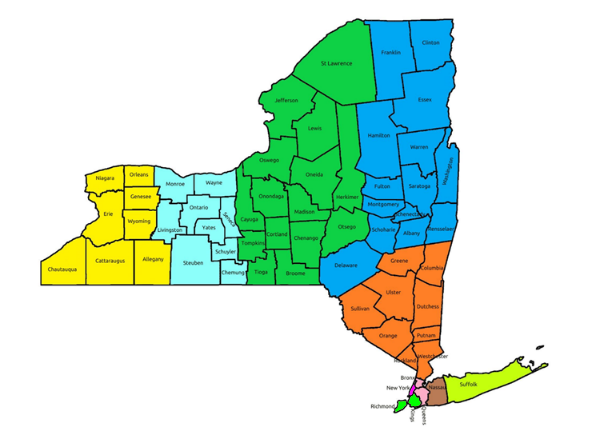 Clinton
Franklin
St Lawrence
Essex
Jefferson
Lewis
Hamilton
Warren
Washington
Oswego
Oneida
Herkimer
Fulton
Saratoga
Montgomery
Schenectady
Niagara
Orleans
Monroe
Wayne
Genesee
Ontario
Onondaga
Madison
Cayuga
Seneca
Erie
Wyoming
Livingston
Yates
Cortland
Chenango
Otsego
Schoharie
Albany
Rensselaer
Tompkins
Schuyler
Chautauqua
Cattaraugus
Allegany
Steuben
Chemung
Tioga
Broome
Delaware
Greene
Columbia
Ulster
Sullivan
Dutchess
Orange
Putnam
Rockland
Westchester
Bronx
New York
Nassau
Suffolk
Richmond
Kings
Queens